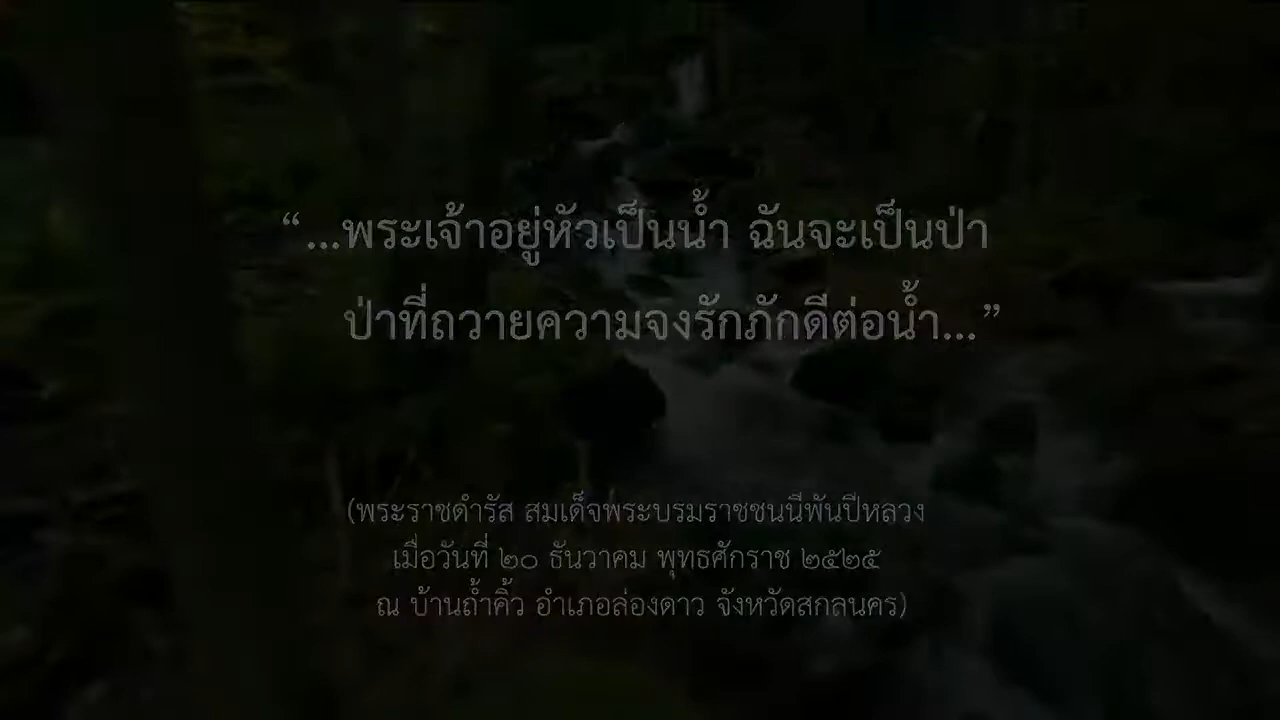 “...พระเจ้าอยู่หัวเป็นน้ำ ฉันจะเป็นป่า
ป่าที่ถวายความจงรักภักดีต่อน้ำ...”
(พระราชดำรัส สมเด็จพระบรมราชชนนีพันปีหลวง
เมื่อวันที่ ๒๐ ธันวาคม พุทธศักราช ๒๕๒๕
ณ บ้านถ้ำคิ้ว อำเภอล่องดาว จังหวัดสกลนคร)